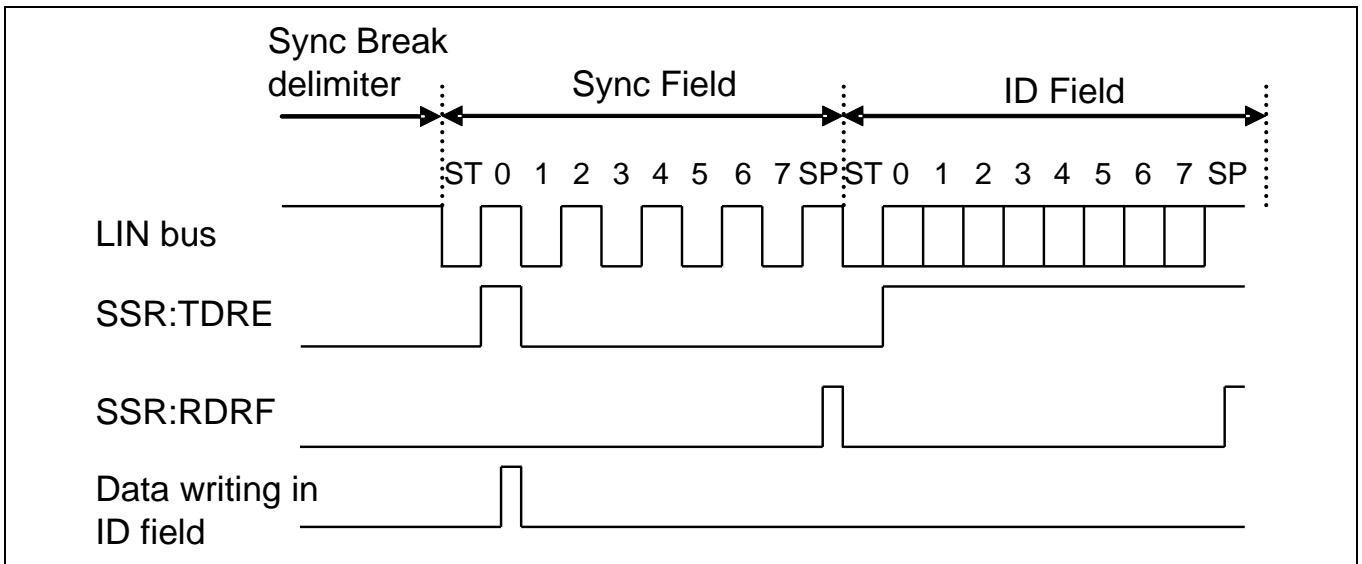 Sync Break
delimiter
Sync Field
ID Field
ST 0 1 2 3 4 5 6 7 SP ST 0 1 2 3 4 5 6 7 SP
LIN bus
SSR:TDRE
SSR:RDRF
Data writing in
ID field